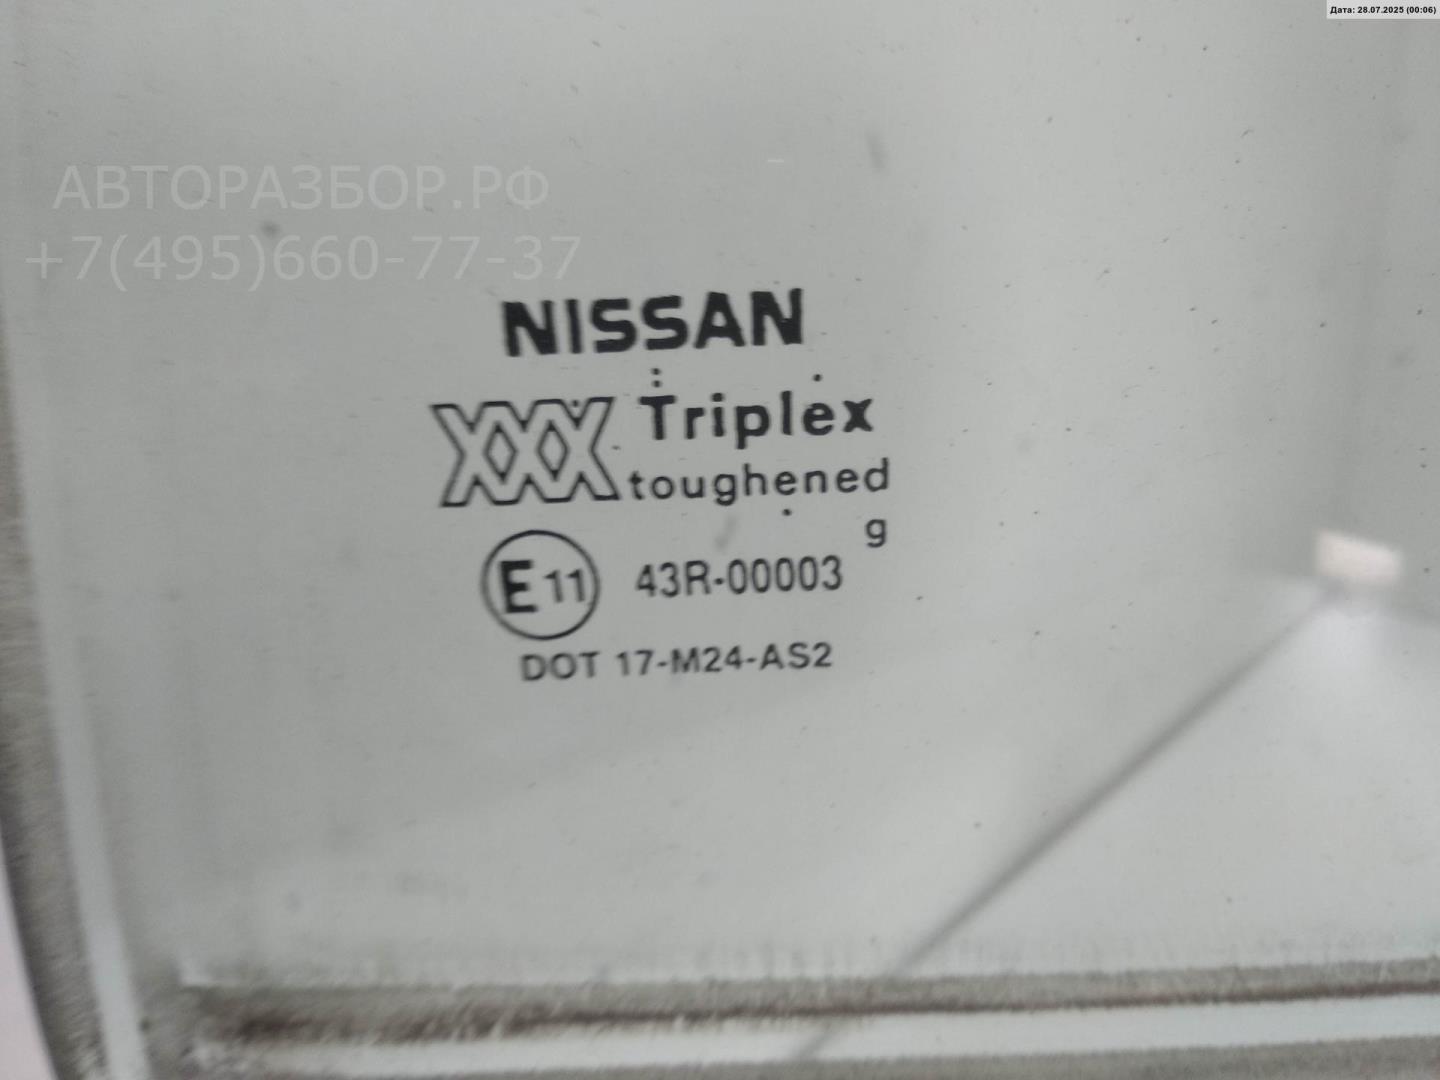 Дата: 28.07.2025 (00:06)
АВТОРАЗБОР.РФ
+7(495)660-77-37
NISSAN
XXX Triplex
toughened
g
E11 43R-00003
DOT 17-M24-AS2